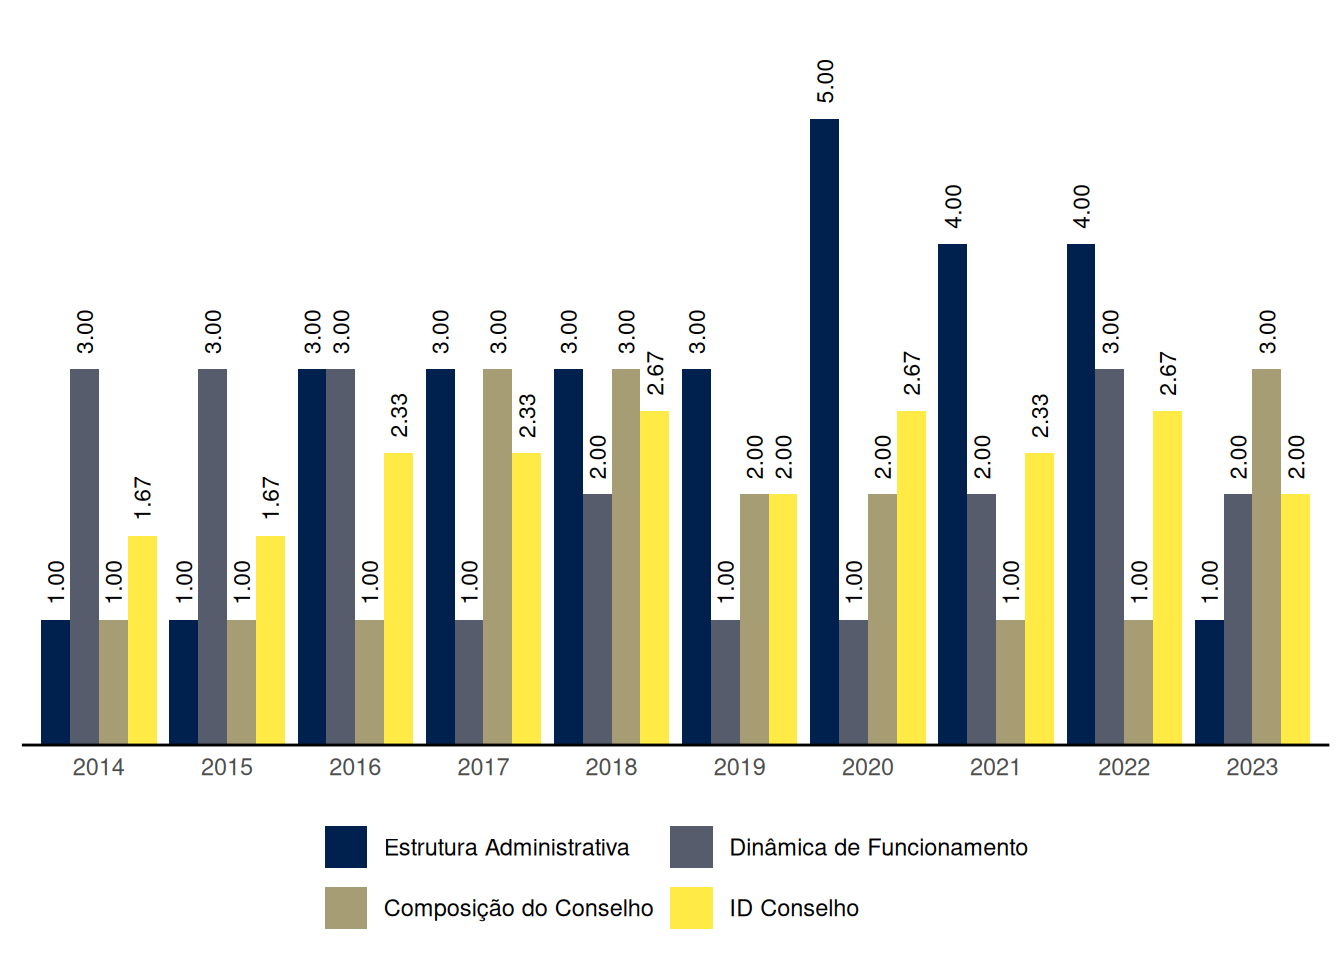 5.00
4.00 4.00
3.00 3.00 3.00 3.00 3.00 3.00 3.00 3.00 3.00 3.00 3.00
2.67 2.67 2.67
2.33 2.33 2.33
2.00 2.00 2.00 2.00 2.00 2.00 2.00
1.67 1.67
1.00 1.00 1.00 1.00 1.00 1.00 1.00 1.00 1.00 1.00 1.00 1.00
2014 2015 2016 2017 2018 2019 2020 2021 2022 2023
Estrutura Administrativa Dinâmica de Funcionamento
Composição do Conselho ID Conselho